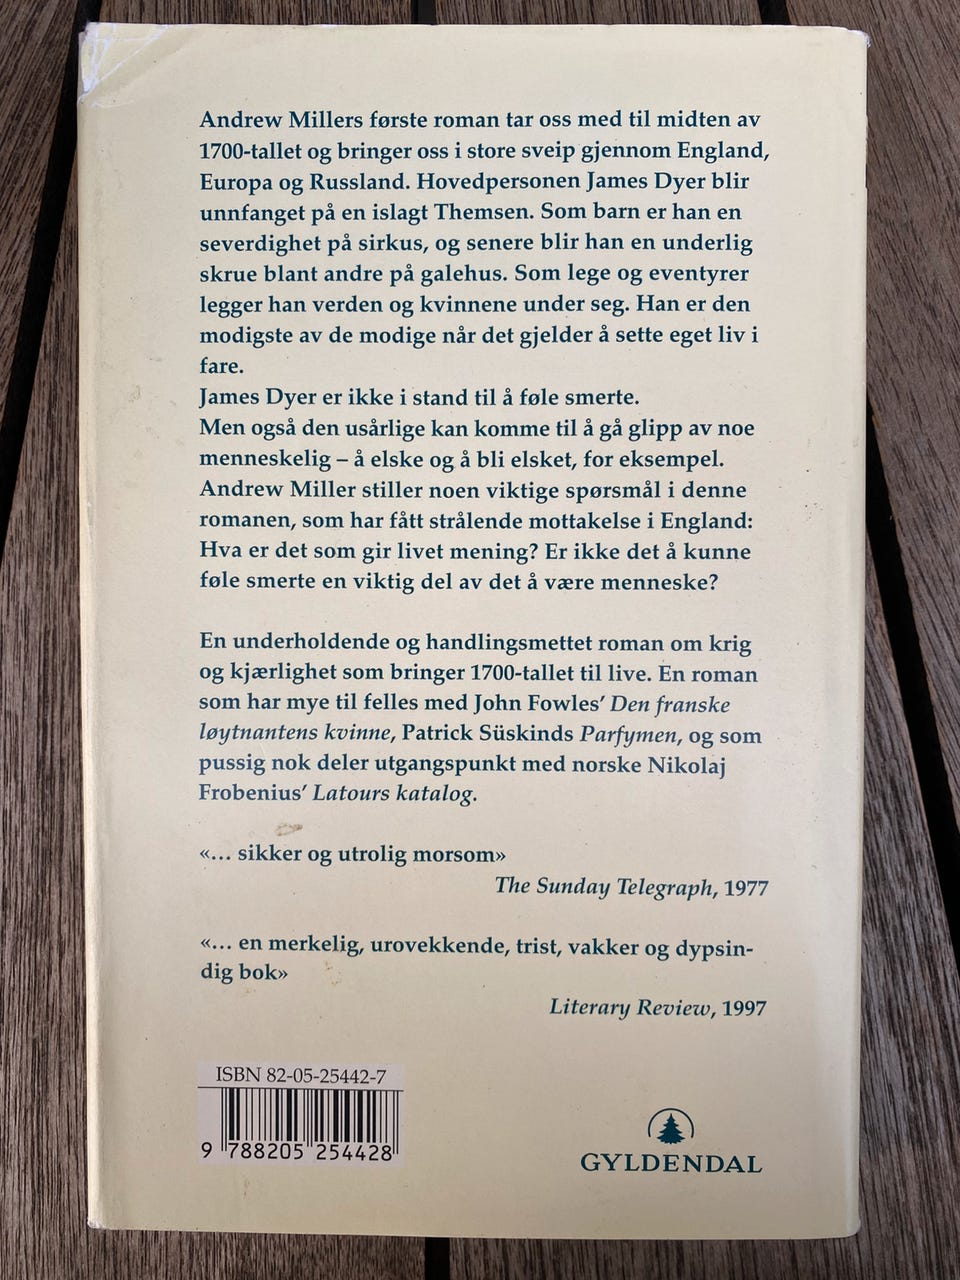 Andrew Millers første roman tar oss med til midten av
1700-tallet og bringer oss i store sveip gjennom England,
Europa og Russland. Hovedpersonen James Dyer blir
unnfanget på en islagt Themsen. Som barn er han en
severdighet på sirkus, og senere blir han en underlig
skrue blant andre på galehus. Som lege og eventyrer
legger han verden og kvinnene under seg. Han er den
modigste av de modige når det gjelder å sette eget liv i
fare.
James Dyer er ikke i stand til å føle smerte.
Men også den usårlige kan komme til å gå glipp av noe
menneskelig – å elske og å bli elsket, for eksempel.
Andrew Miller stiller noen viktige spørsmål i denne
romanen, som har fått strålende mottakelse i England:
Hva er det som gir livet mening? Er ikke det å kunne
føle smerte en viktig del av det å være menneske?
En underholdende og handlingsmettet roman om krig
og kjærlighet som bringer 1700-tallet til live. En roman
som har mye til felles med John Fowles’ Den franske
løytnantens kvinne, Patrick Süskinds Parfymen, og som
pussig nok deler utgangspunkt med norske Nikolaj
Frobenius’ Latours katalog.
«… sikker og utrolig morsom»
The Sunday Telegraph, 1977
«… en merkelig, urovekkende, trist, vakker og dypsin-
dig bok»
Literary Review, 1997
ISBN 82-05-25442-7
9 788205 254428
GYLDENDAL